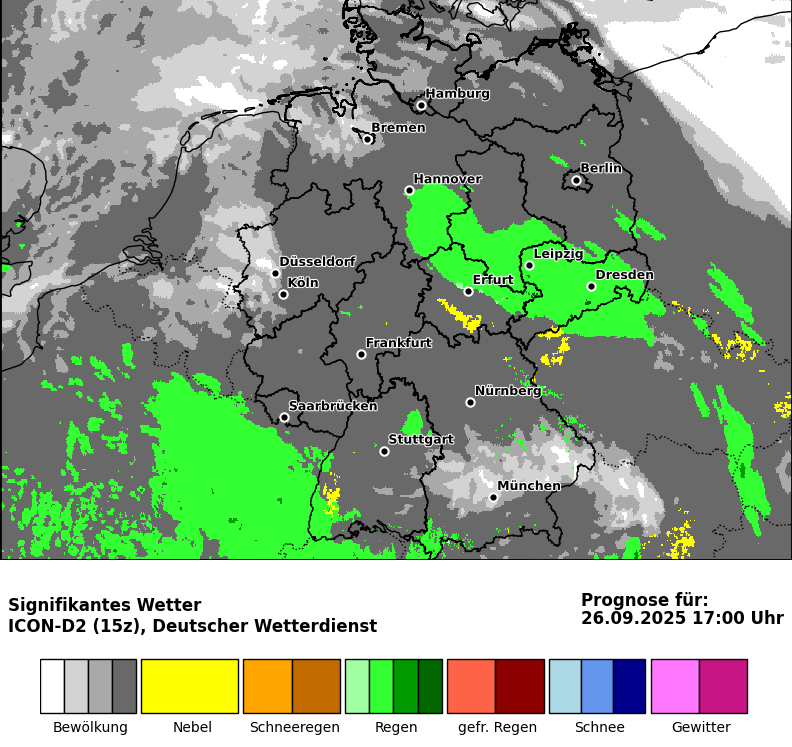 Hamburg
Bremen
Berlin
Hannover
Leipzig
Düsseldorf
Dresden
Köln
Erfurt
Frankfurt
Nürnberg
Saarbrücken
Stuttgart
München
Signifikantes Wetter
ICON-D2 (15z), Deutscher Wetterdienst
Prognose für:
26.09.2025 17:00 Uhr
Bewölkung Nebel Schneeregen Regen gefr. Regen Schnee Gewitter